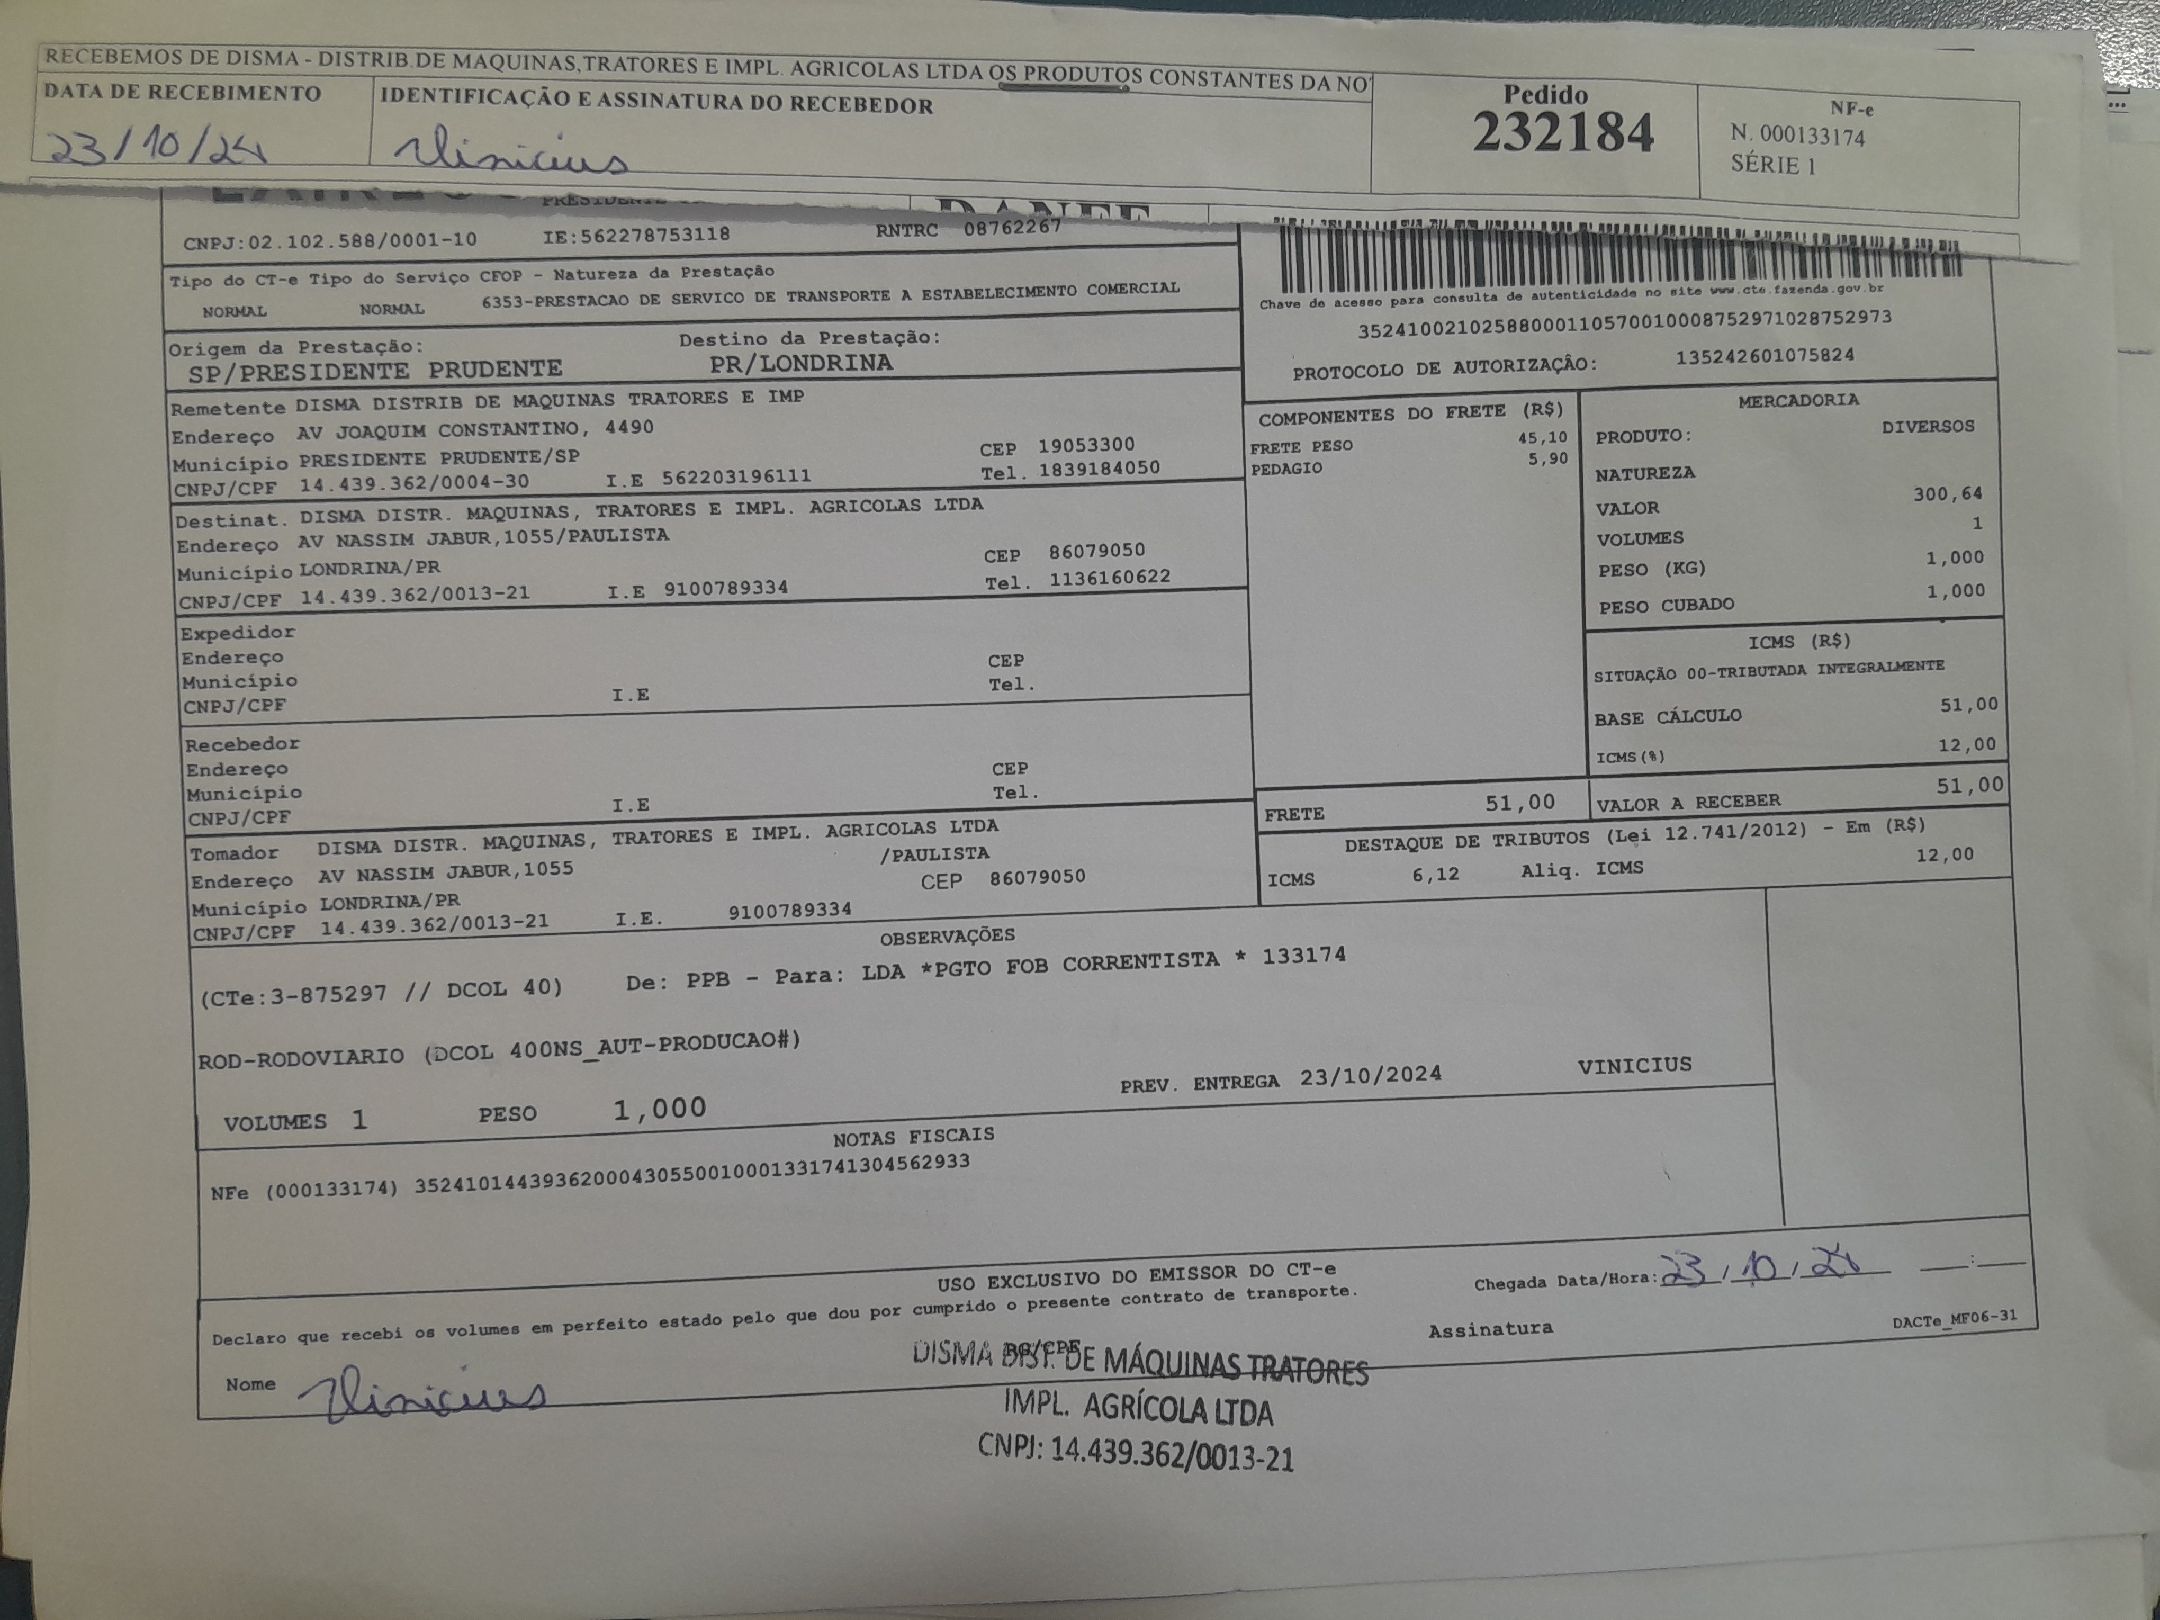 RECEBEMOS DE DISMA - DISTRIB.DE MAQUINAS,TRATORES E IMPL. AGRICOLAS LTDA OS PRODUTOS CONSTANTES DA NO
DATA DE RECEBIMENTO
IDENTIFICAÇÃO E ASSINATURA DO RECEBEDOR
23/10/24
Vinicius
Pedido
232184
NF-e
N. 000133174
SÉRIE 1
CNPJ:02.102.588/0001-10 IE:562278753118 RNTRC 08762267
Tipo do CT-e Tipo do Serviço CFOP - Natureza da Prestação
NORMAL NORMAL 6353-PRESTACAO DE SERVICO DE TRANSPORTE A ESTABELECIMENTO COMERCIAL
Chave de acesso para consulta de autenticidade no site www.cte.fazenda.gov.br
35241002102588000110570010008752971028752973
PROTOCOLO DE AUTORIZAÇÂO: 135242601075824
Origem da Prestação: Destino da Prestação:
SP/PRESIDENTE PRUDENTE PR/LONDRINA
Remetente DISMA DISTRIB DE MAQUINAS TRATORES E IMP
Endereço AV JOAQUIM CONSTANTINO, 4490
Município PRESIDENTE PRUDENTE/SP CEP 19053300
CNPJ/CPF 14.439.362/0004-30 I.E 562203196111 Tel. 1839184050
Destinat. DISMA DISTR. MAQUINAS, TRATORES E IMPL. AGRICOLAS LTDA
Endereço AV NASSIM JABUR,1055/PAULISTA
Município LONDRINA/PR CEP 86079050
CNPJ/CPF 14.439.362/0013-21 I.E 9100789334 Tel. 1136160622
Expedidor
Endereço
Município CEP
CNPJ/CPF I.E Tel.
Recebedor
Endereço
Município CEP
CNPJ/CPF I.E Tel.
Tomador DISMA DISTR. MAQUINAS, TRATORES E IMPL. AGRICOLAS LTDA
Endereço AV NASSIM JABUR,1055 /PAULISTA
Município LONDRINA/PR CEP 86079050
CNPJ/CPF 14.439.362/0013-21 I.E. 9100789334
COMPONENTES DO FRETE (R$)
FRETE PESO 45,10
PEDAGIO 5,90
MERCADORIA
PRODUTO: DIVERSOS
NATUREZA
VALOR 300,64
VOLUMES 1
PESO (KG) 1,000
PESO CUBADO 1,000
ICMS (R$)
SITUAÇÃO 00-TRIBUTADA INTEGRALMENTE
BASE CÁLCULO 51,00
ICMS(%) 12,00
FRETE 51,00 VALOR A RECEBER 51,00
DESTAQUE DE TRIBUTOS (Lei 12.741/2012) - Em (R$)
ICMS 6,12 Aliq. ICMS 12,00
OBSERVAÇÕES
(CTe:3-875297 // DCOL 40) De: PPB - Para: LDA *PGTO FOB CORRENTISTA * 133174
ROD-RODOVIARIO (DCOL 400NS_AUT-PRODUCAO#)
VOLUMES 1 PESO 1,000 PREV. ENTREGA 23/10/2024 VINICIUS
NOTAS FISCAIS
NFe (000133174) 35241014439362000430550010001331741304562933
USO EXCLUSIVO DO EMISSOR DO CT-e
Declaro que recebi os volumes em perfeito estado pelo que dou por cumprido o presente contrato de transporte.
Chegada Data/Hora: 23/10/24 __:__
Nome Vinicius RG/CPF Assinatura DACTe_MF06-31
DISMA DIST. DE MÁQUINAS TRATORES
IMPL. AGRÍCOLA LTDA
CNPJ: 14.439.362/0013-21